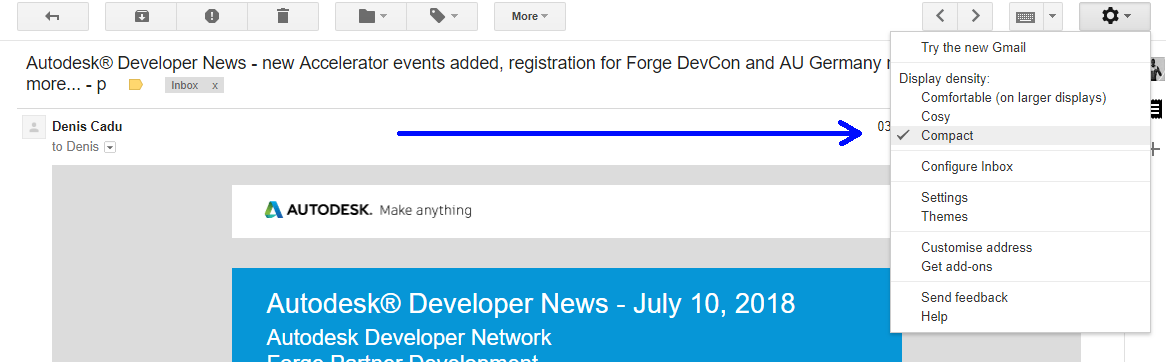 More
Autodesk® Developer News - new Accelerator events added, registration for Forge DevCon and AU Germany
more... - p
Inbox x
Denis Cadu
03
to Denis
AUTODESK. Make anything
Autodesk® Developer News - July 10, 2018
Autodesk Developer Network
Forge Partner Development
Try the new Gmail
Display density:
Comfortable (on larger displays)
Cosy
Compact
Configure Inbox
Settings
Themes
Customise address
Get add-ons
Send feedback
Help